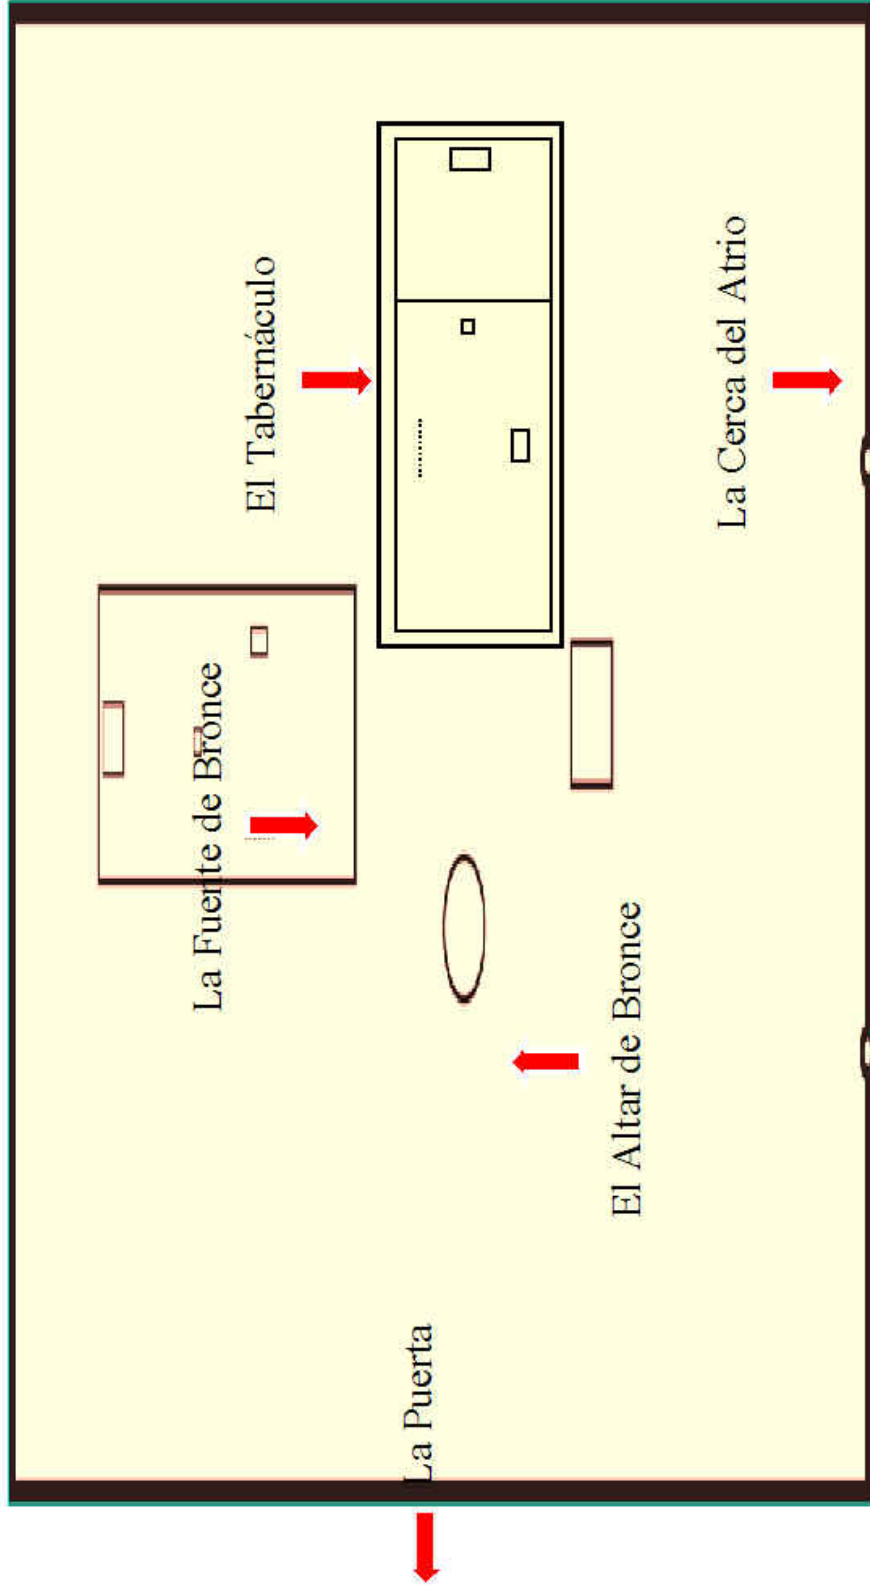 El Tabernáculo
La Cerca del Atrio
La Fuente de Bronce
El Altar de Bronce
La Puerta